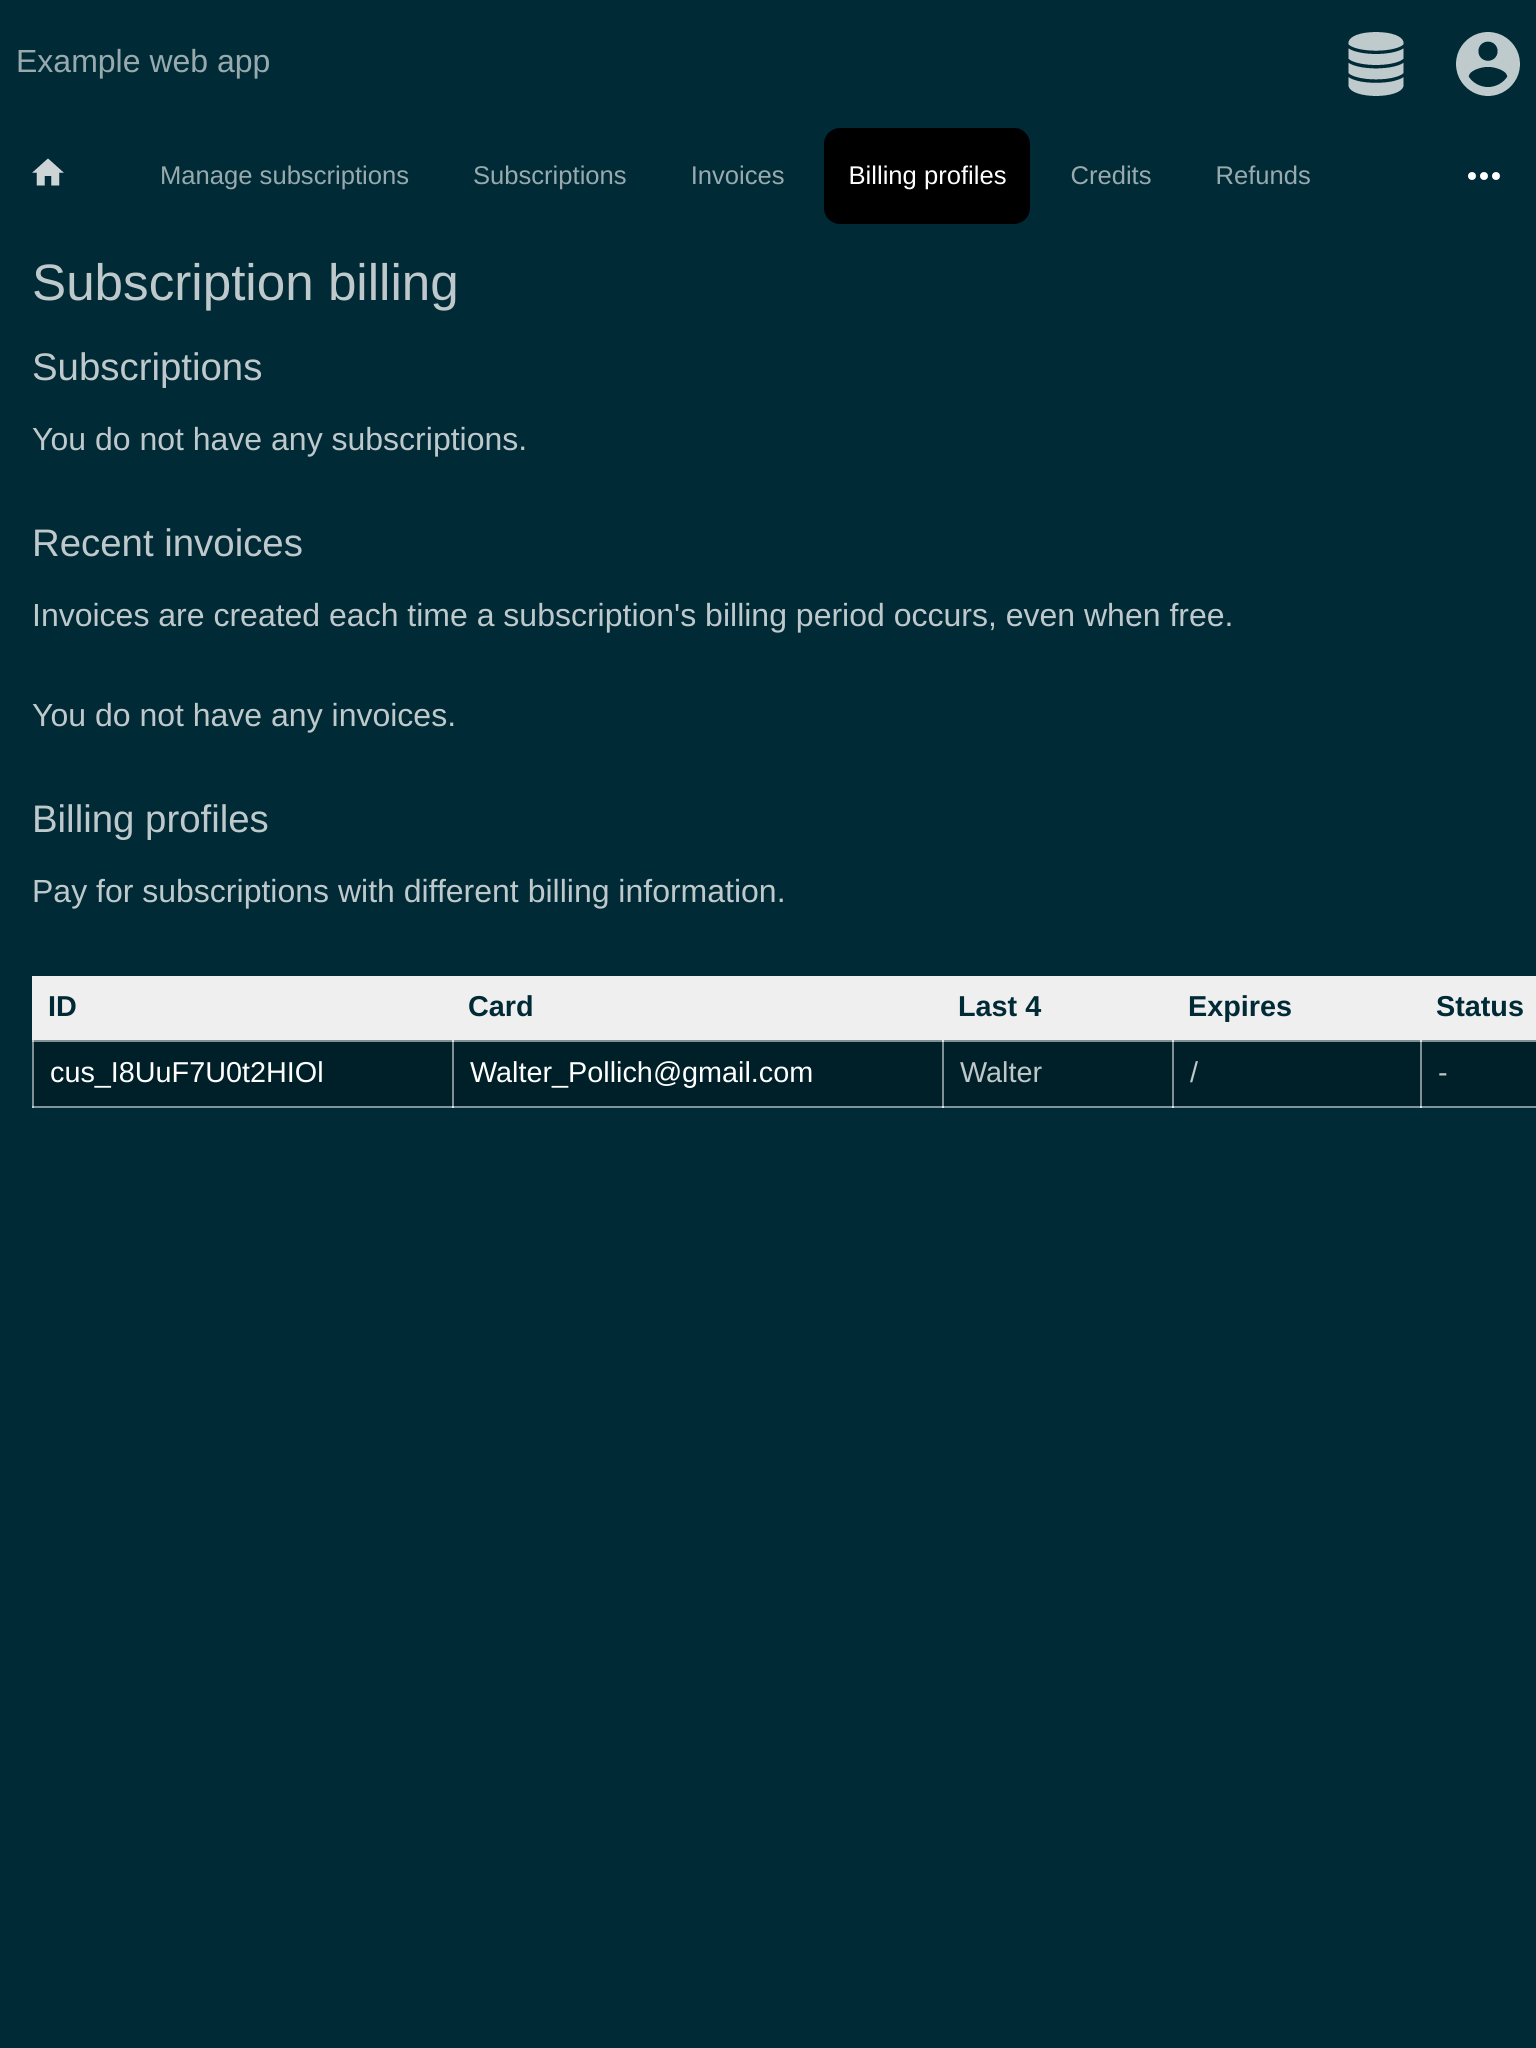 Example web app
Manage subscriptions Subscriptions Invoices Billing profiles Credits Refunds
Subscription billing
Subscriptions
You do not have any subscriptions.
Recent invoices
Invoices are created each time a subscription's billing period occurs, even when free.
You do not have any invoices.
Billing profiles
Pay for subscriptions with different billing information.
ID Card Last 4 Expires Status
cus_I8UuF7U0t2HIOl Walter_Pollich@gmail.com Walter / -